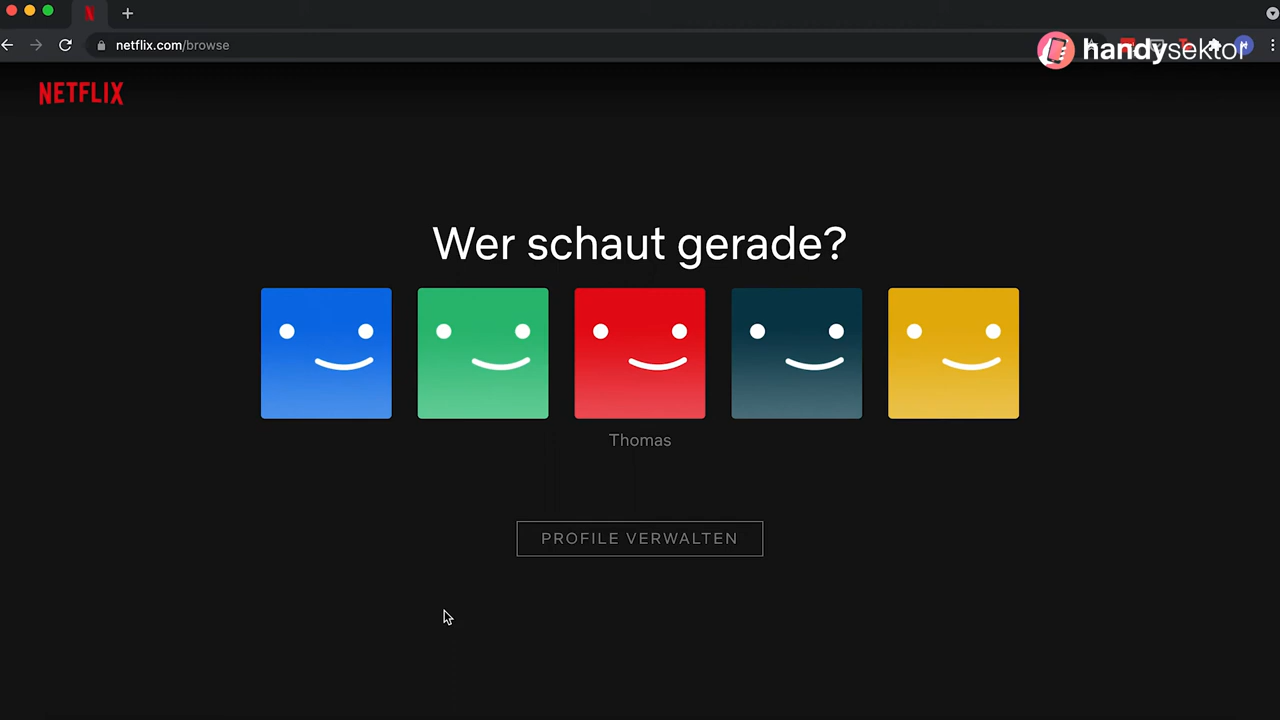 netflix.com/browse
handysektor
NETFLIX
Wer schaut gerade?
Thomas
PROFILE VERWALTEN